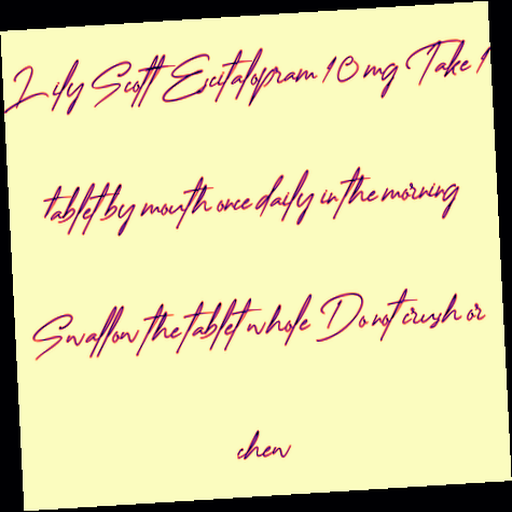 Lily Scott Escitalopram 10 mg Take 1
tablet by mouth once daily in the morning
Swallow the tablet whole Do not crush or
chew